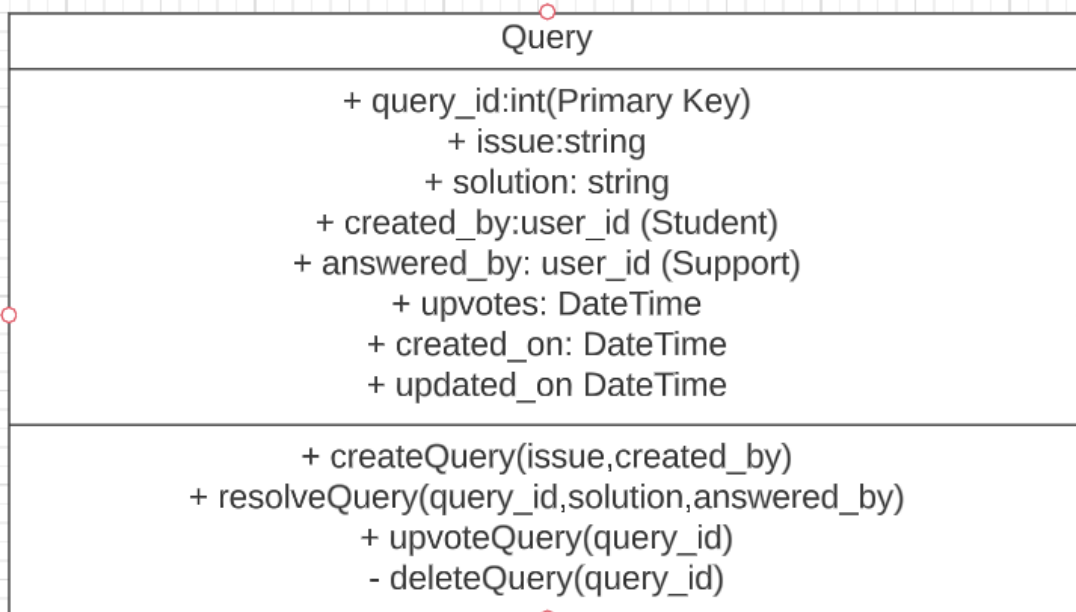 Query
+ query_id:int(Primary Key)
+ issue:string
+ solution: string
+ created_by:user_id (Student)
+ answered_by: user_id (Support)
+ upvotes: DateTime
+ created_on: DateTime
+ updated_on DateTime
+ createQuery(issue,created_by)
+ resolveQuery(query_id,solution,answered_by)
+ upvoteQuery(query_id)
- deleteQuery(query_id)